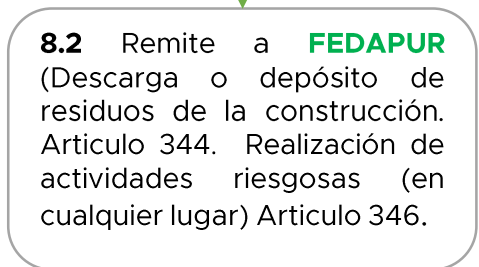 8.2 Remite a FEDAPUR
(Descarga o depósito de
residuos de la construcción.
Articulo 344. Realización de
actividades riesgosas (en
cualquier lugar) Articulo 346.